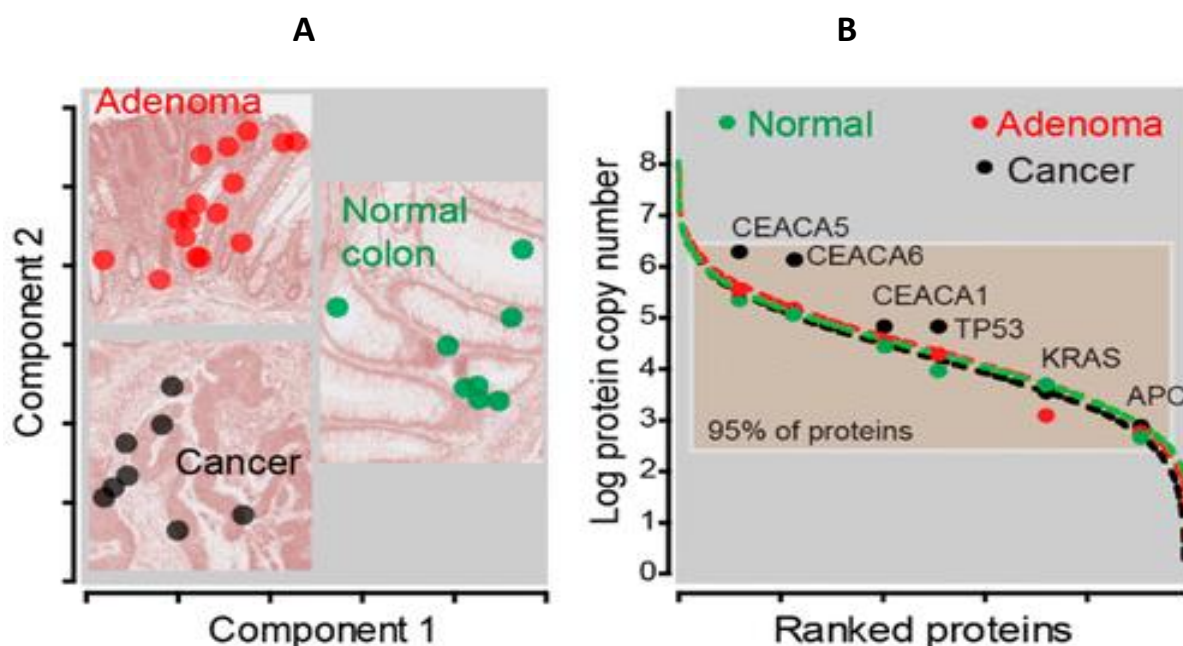 A
B
Adenoma
Normal
colon
Cancer
Component 2
Component 1
Normal
Adenoma
Cancer
8
7
6
5
4
3
2
1
0
CEACA5
CEACA6
CEACA1
TP53
KRAS
APC
95% of proteins
Log protein copy number
Ranked proteins